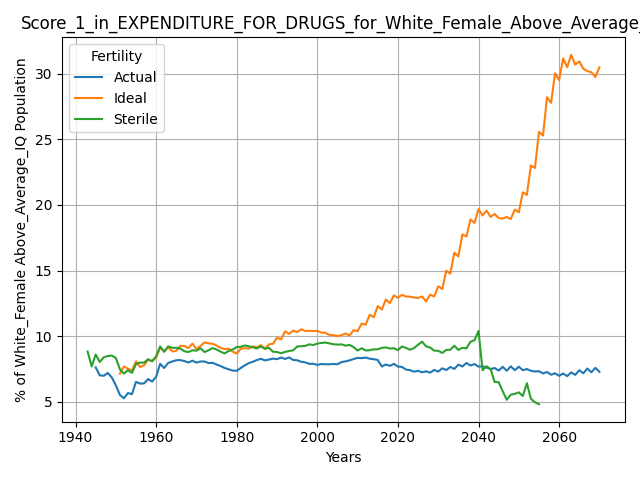 Score_1_in_EXPENDITURE_FOR_DRUGS_for_White_Female_Above_Average_
Fertility
Actual
Ideal
Sterile
% of White_Female Above_Average_IQ Population
30
25
20
15
10
5
1940 1960 1980 2000 2020 2040 2060
Years